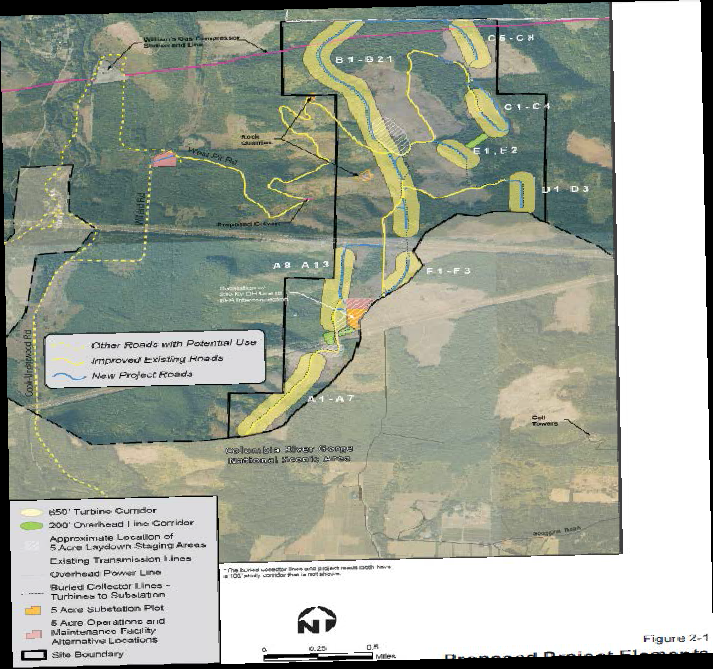 Williams Gas Compressor
Station and Line
C5-C8
B1-B21
C1-C4
Rock
Quarries
E1, E2
West Pit Rd
D1-D3
A8-A13
F1-F3
Other Roads with Potential Use
Improved Existing Roads
New Project Roads
Cook-Underwood Rd
A1-A7
Cell
Towers
Columbia River Gorge
National Scenic Area
650' Turbine Corridor
200' Overhead Line Corridor
Approximate Location of
5 Acre Laydown Staging Areas
Existing Transmission Lines
Overhead Power Line
Buried Collector Lines -
Turbines to Substation
5 Acre Substation Plot
5 Acre Operations and
Maintenance Facility
Alternative Locations
Site Boundary
*The buried collector lines and project roads both have
a 100' study corridor that is not shown.
N
0 0.25 0.5
Miles
Figure 2-1
Proposed Project Elements